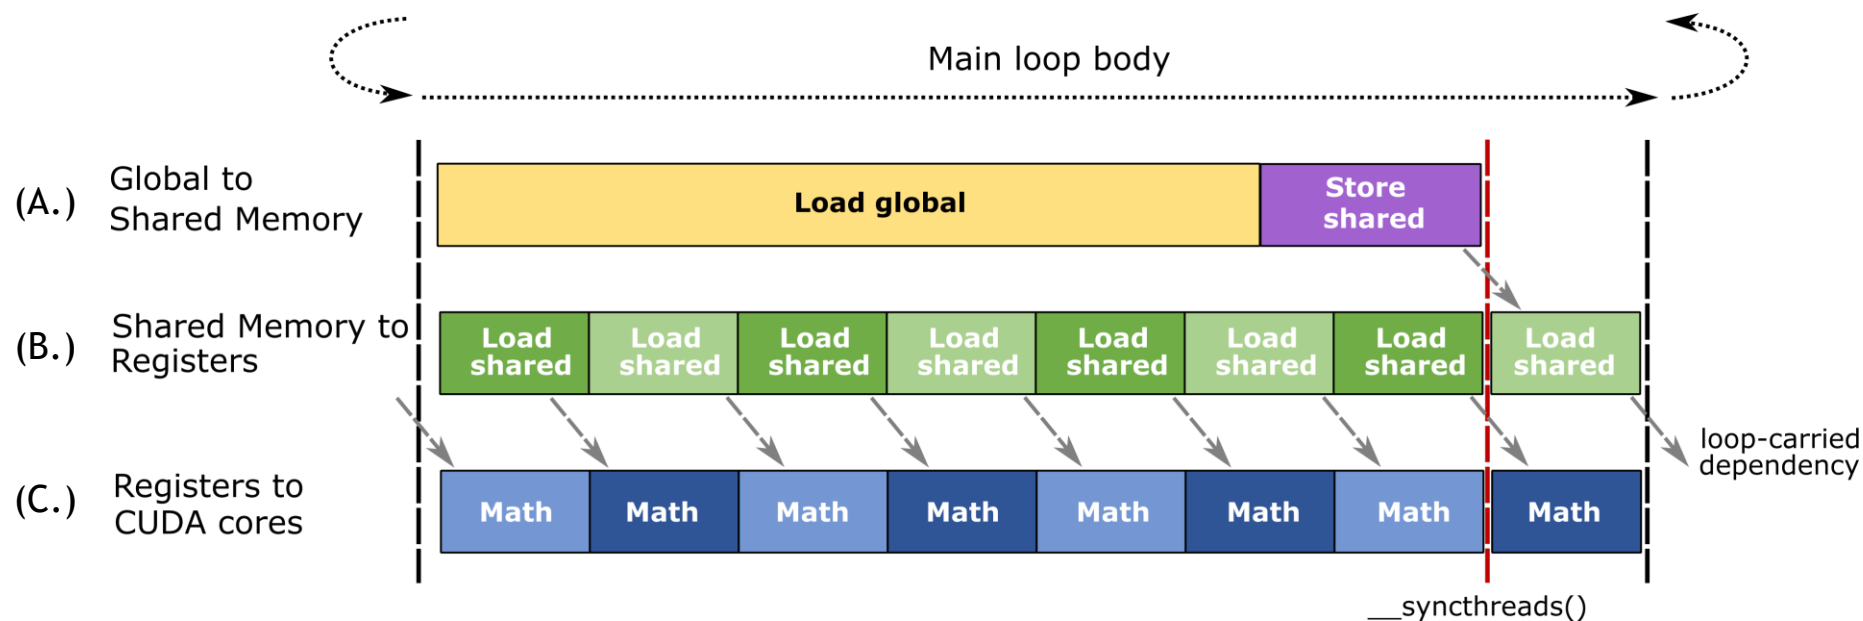 Main loop body
(A.)
Global to
Shared Memory
Load global
Store
shared
(B.)
Shared Memory to
Registers
Load
shared
Load
shared
Load
shared
Load
shared
Load
shared
Load
shared
Load
shared
Load
shared
loop-carried
dependency
(C.)
Registers to
CUDA cores
Math
Math
Math
Math
Math
Math
Math
Math
__syncthreads()